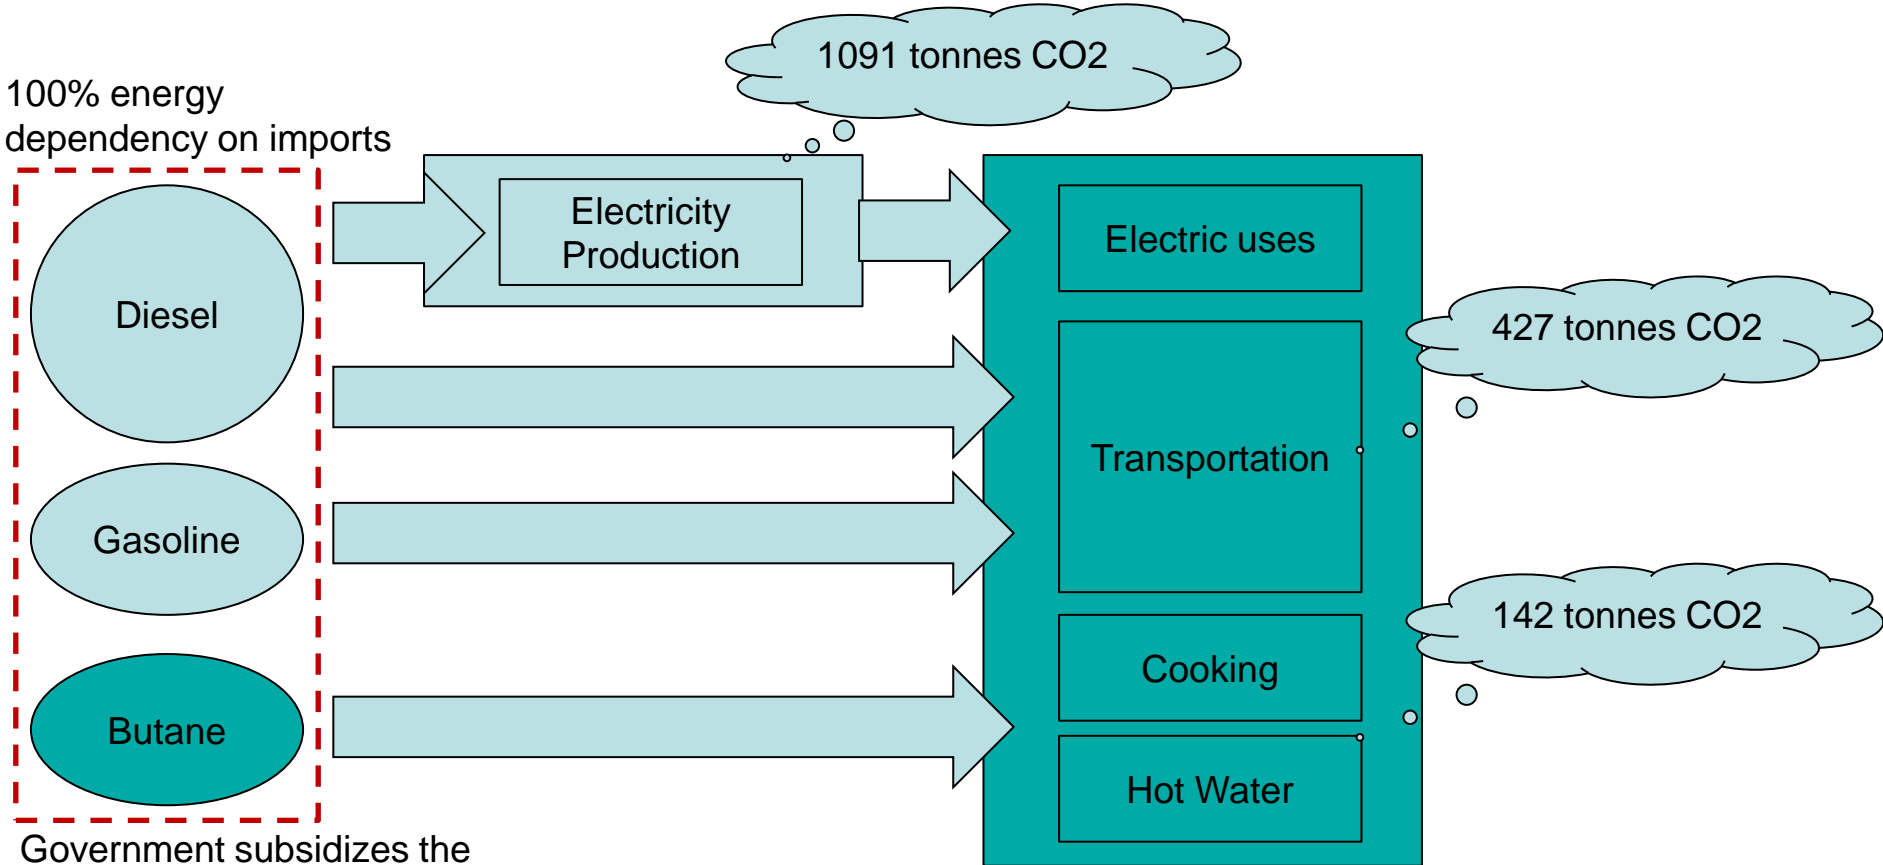 1091 tonnes CO2
100% energy
dependency on imports
Electricity
Production
Electric uses
Diesel
427 tonnes CO2
Transportation
Gasoline
142 tonnes CO2
Cooking
Butane
Hot Water
Government subsidizes the